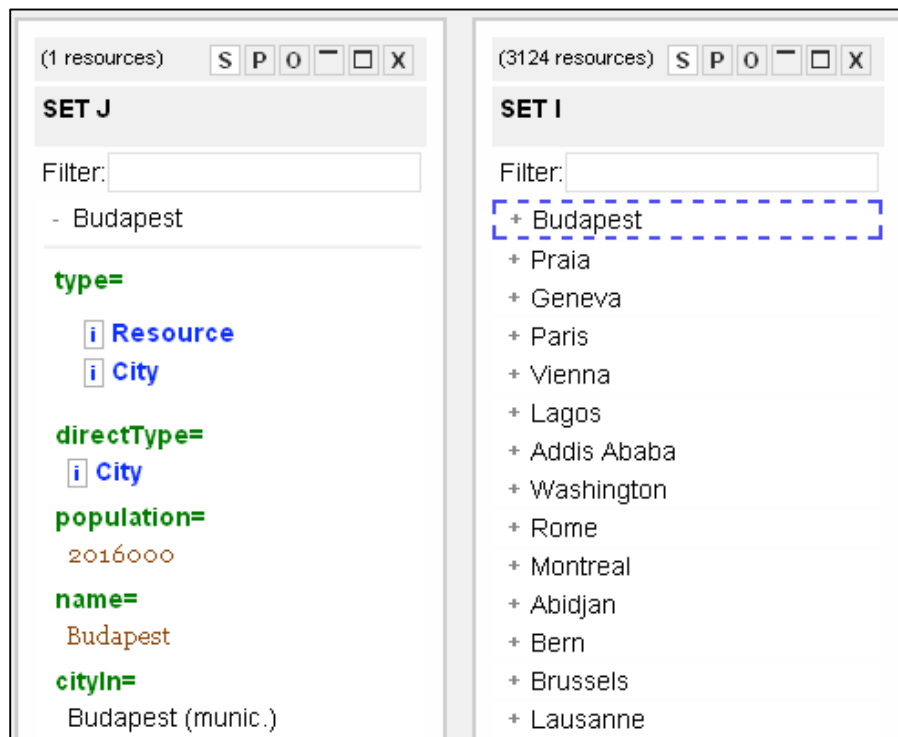 (1 resources) S P O X
SET J
Filter:
- Budapest
type=
i Resource
i City
directType=
i City
population=
2016000
name=
Budapest
cityIn=
Budapest (munic.)
(3124 resources) S P O X
SET I
Filter:
+ Budapest
+ Praia
+ Geneva
+ Paris
+ Vienna
+ Lagos
+ Addis Ababa
+ Washington
+ Rome
+ Montreal
+ Abidjan
+ Bern
+ Brussels
+ Lausanne